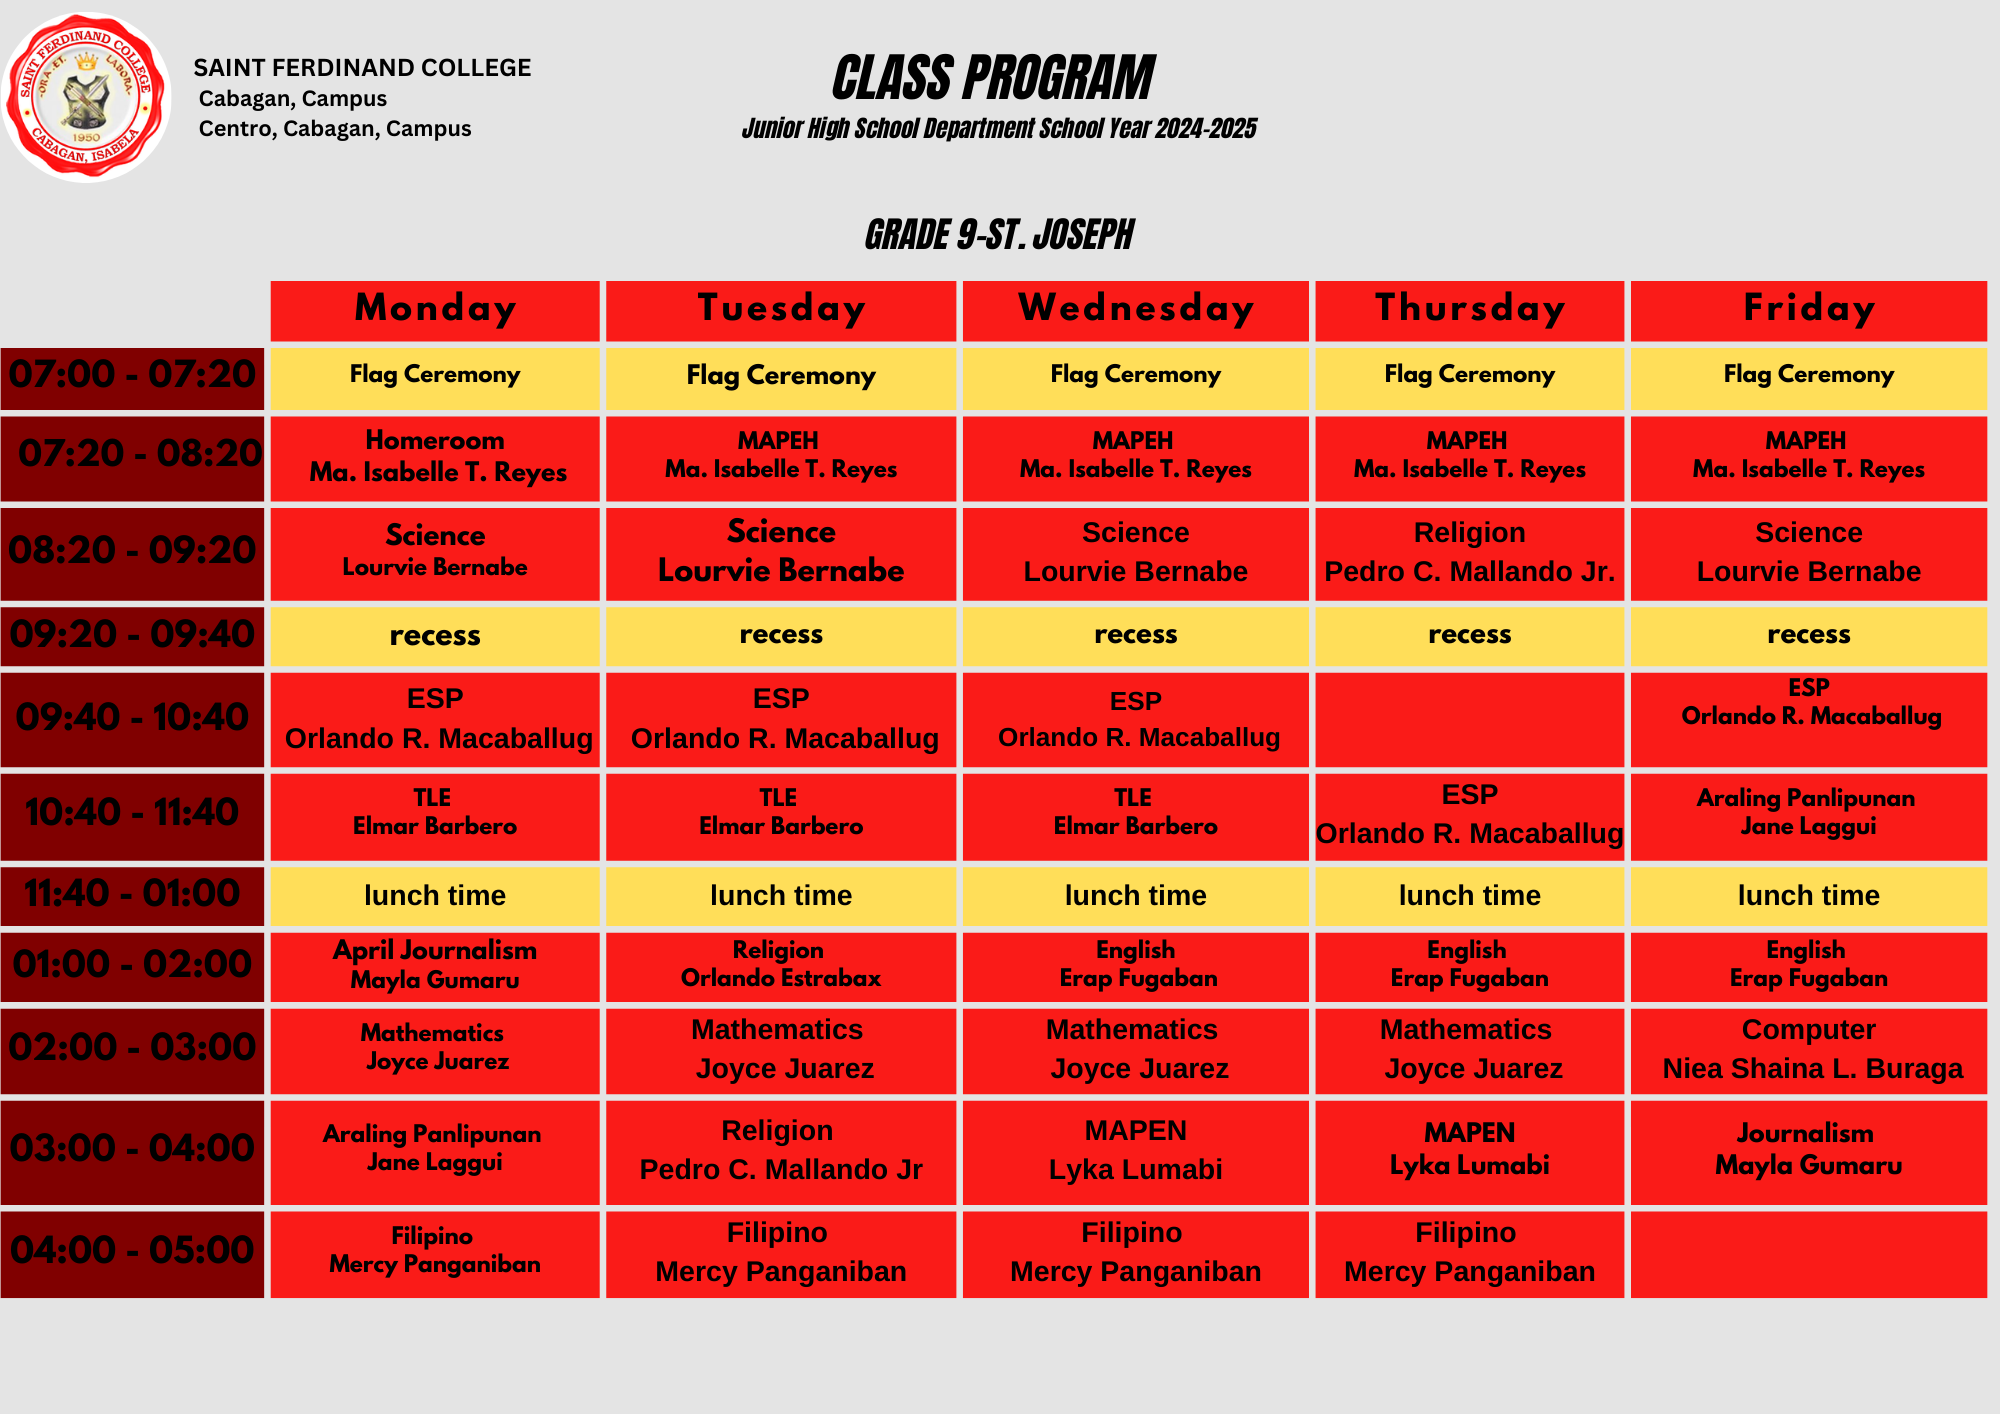 SAINT FERDINAND COLLEGE
-ORA.ET. LABORA-
1950
CABAGAN, ISABELA
SAINT FERDINAND COLLEGE
Cabagan, Campus
Centro, Cabagan, Campus
CLASS PROGRAM
Junior High School Department School Year 2024-2025
GRADE 9-ST. JOSEPH
Monday Tuesday Wednesday Thursday Friday
07:00 - 07:20 Flag Ceremony Flag Ceremony Flag Ceremony Flag Ceremony Flag Ceremony
07:20 - 08:20
Homeroom MAPEH MAPEH MAPEH MAPEH
Ma. Isabelle T. Reyes Ma. Isabelle T. Reyes Ma. Isabelle T. Reyes Ma. Isabelle T. Reyes Ma. Isabelle T. Reyes
08:20 - 09:20
Science Science Science Religion Science
Lourvie Bernabe Lourvie Bernabe Lourvie Bernabe Pedro C. Mallando Jr. Lourvie Bernabe
09:20 - 09:40 recess recess recess recess recess
09:40 - 10:40
ESP ESP ESP ESP
Orlando R. Macaballug Orlando R. Macaballug Orlando R. Macaballug Orlando R. Macaballug
10:40 - 11:40
TLE TLE TLE ESP Araling Panlipunan
Elmar Barbero Elmar Barbero Elmar Barbero Orlando R. Macaballug Jane Laggui
11:40 - 01:00 lunch time lunch time lunch time lunch time lunch time
01:00 - 02:00
April Journalism Religion English English English
Mayla Gumaru Orlando Estrabax Erap Fugaban Erap Fugaban Erap Fugaban
02:00 - 03:00
Mathematics Mathematics Mathematics Mathematics Computer
Joyce Juarez Joyce Juarez Joyce Juarez Joyce Juarez Niea Shaina L. Buraga
03:00 - 04:00
Araling Panlipunan Religion MAPEN MAPEN Journalism
Jane Laggui Pedro C. Mallando Jr Lyka Lumabi Lyka Lumabi Mayla Gumaru
04:00 - 05:00
Filipino Filipino Filipino Filipino
Mercy Panganiban Mercy Panganiban Mercy Panganiban Mercy Panganiban